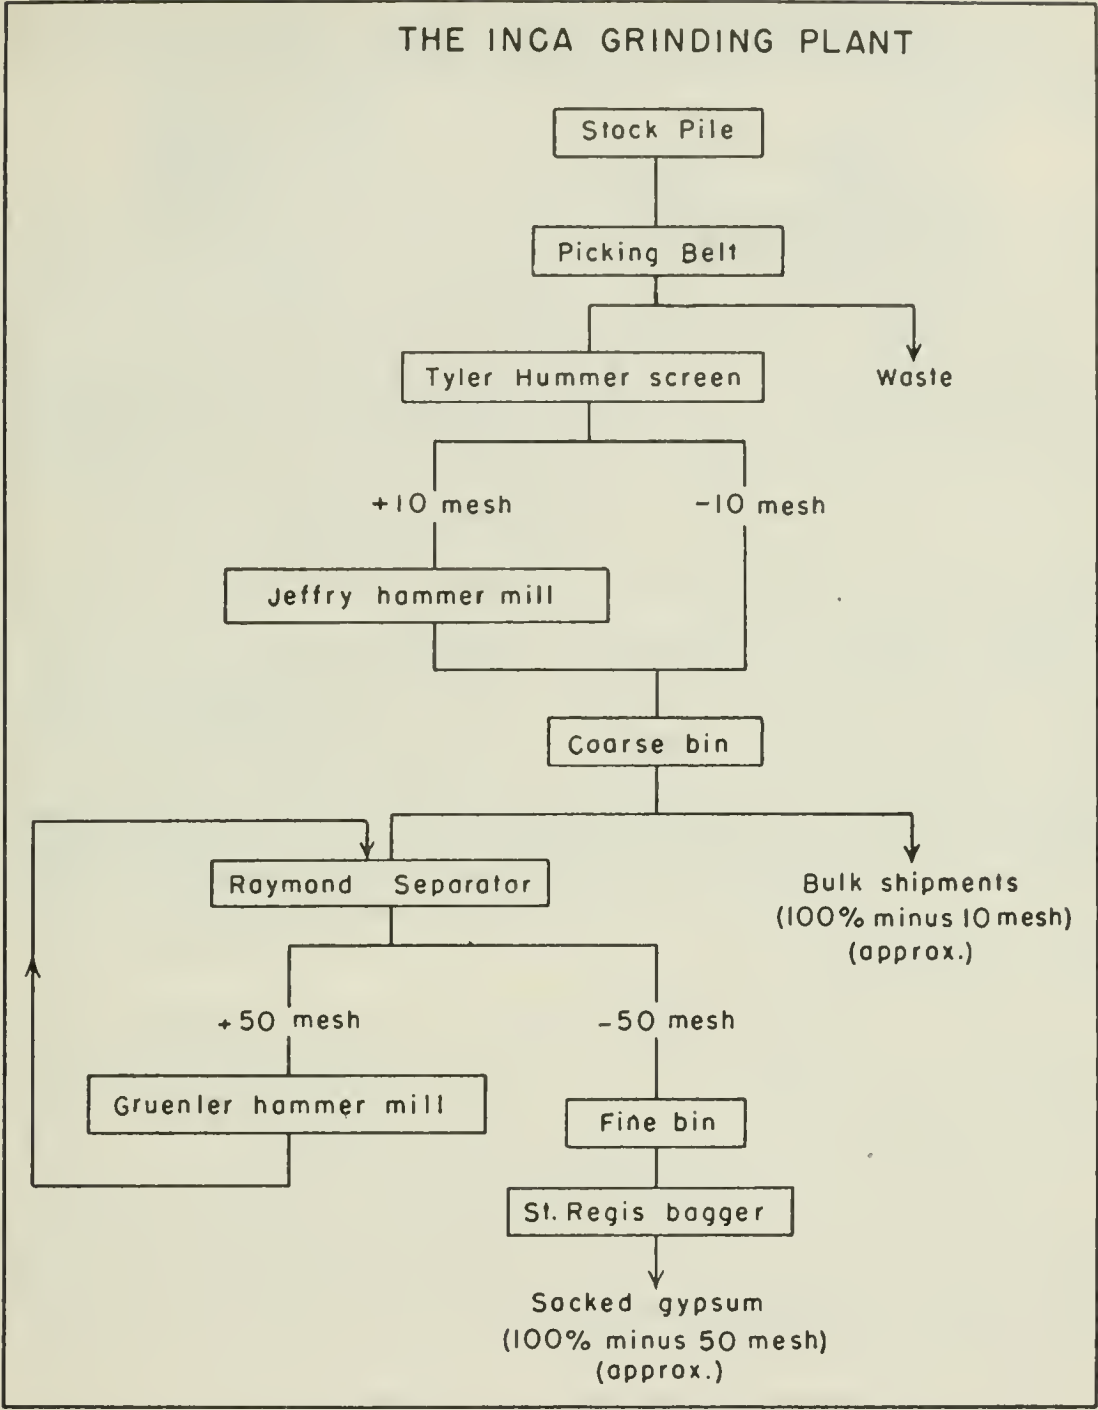 THE INCA GRINDING PLANT
Stock Pile
Picking Belt
Tyler Hummer screen
Waste
+10 mesh
-10 mesh
Jeffry hammer mill
Coarse bin
Raymond Separator
Bulk shipments
(100% minus 10 mesh)
(approx.)
+50 mesh
-50 mesh
Gruenler hammer mill
Fine bin
St. Regis bagger
Sacked gypsum
(100% minus 50 mesh)
(approx.)